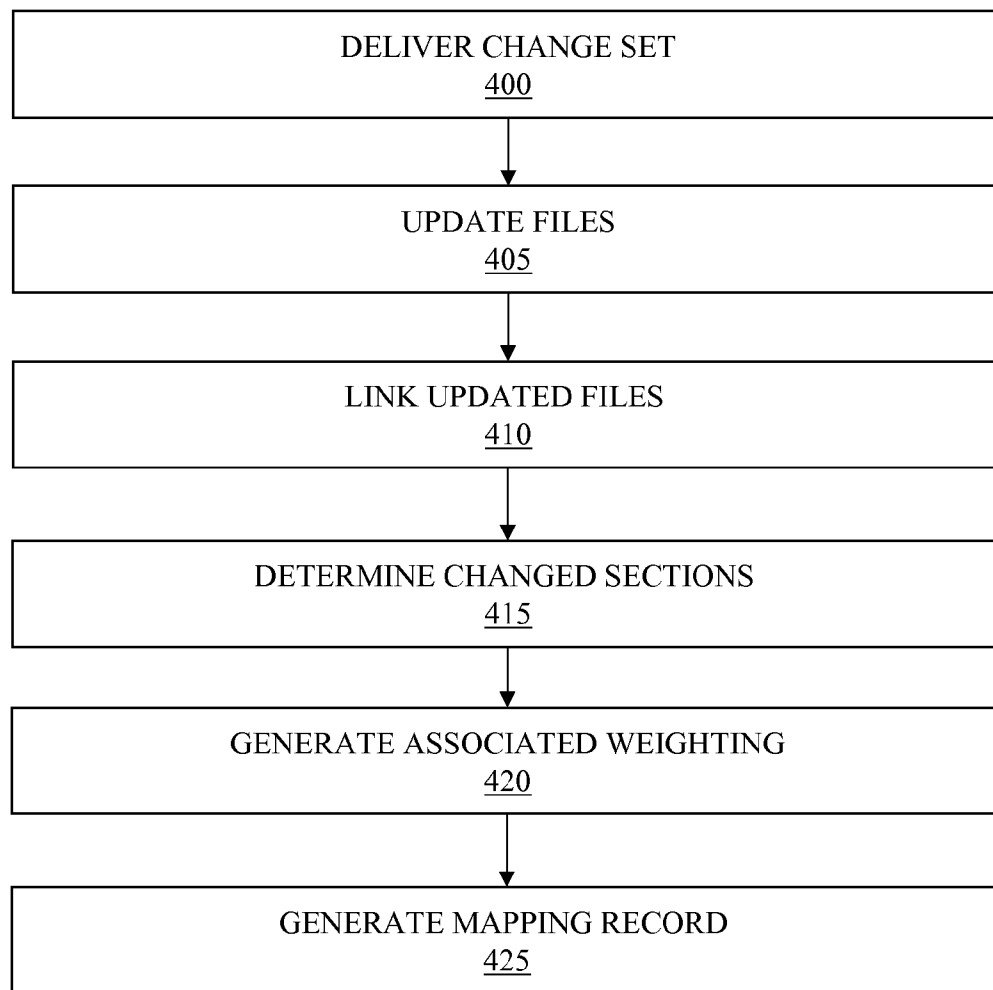 DELIVER CHANGE SET
400
UPDATE FILES
405
LINK UPDATED FILES
410
DETERMINE CHANGED SECTIONS
415
GENERATE ASSOCIATED WEIGHTING
420
GENERATE MAPPING RECORD
425